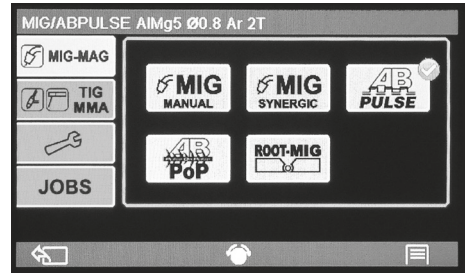 MIG/ABPULSE AlMg5 Ø0.8 Ar 2T
MIG-MAG
TIG
MMA
JOBS
MIG
MANUAL
MIG
SYNERGIC
AB
PULSE
AB
PoP
ROOT-MIG